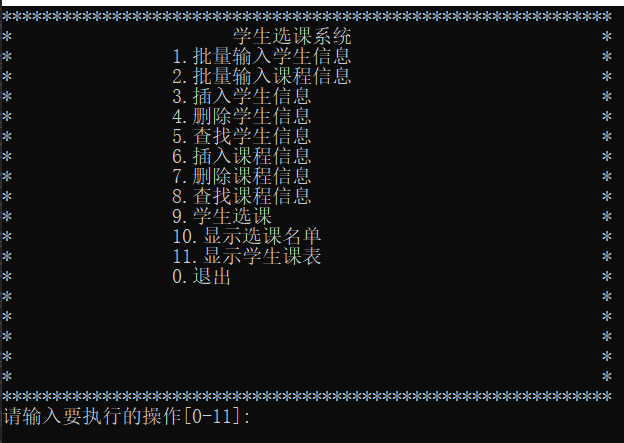 *************************************************************
* 学生选课系统 *
* 1.批量输入学生信息 *
* 2.批量输入课程信息 *
* 3.插入学生信息 *
* 4.删除学生信息 *
* 5.查找学生信息 *
* 6.插入课程信息 *
* 7.删除课程信息 *
* 8.查找课程信息 *
* 9.学生选课 *
* 10.显示选课名单 *
* 11.显示学生课表 *
* 0.退出 *
* *
* *
* *
* *
* *
*************************************************************
请输入要执行的操作[0-11]: